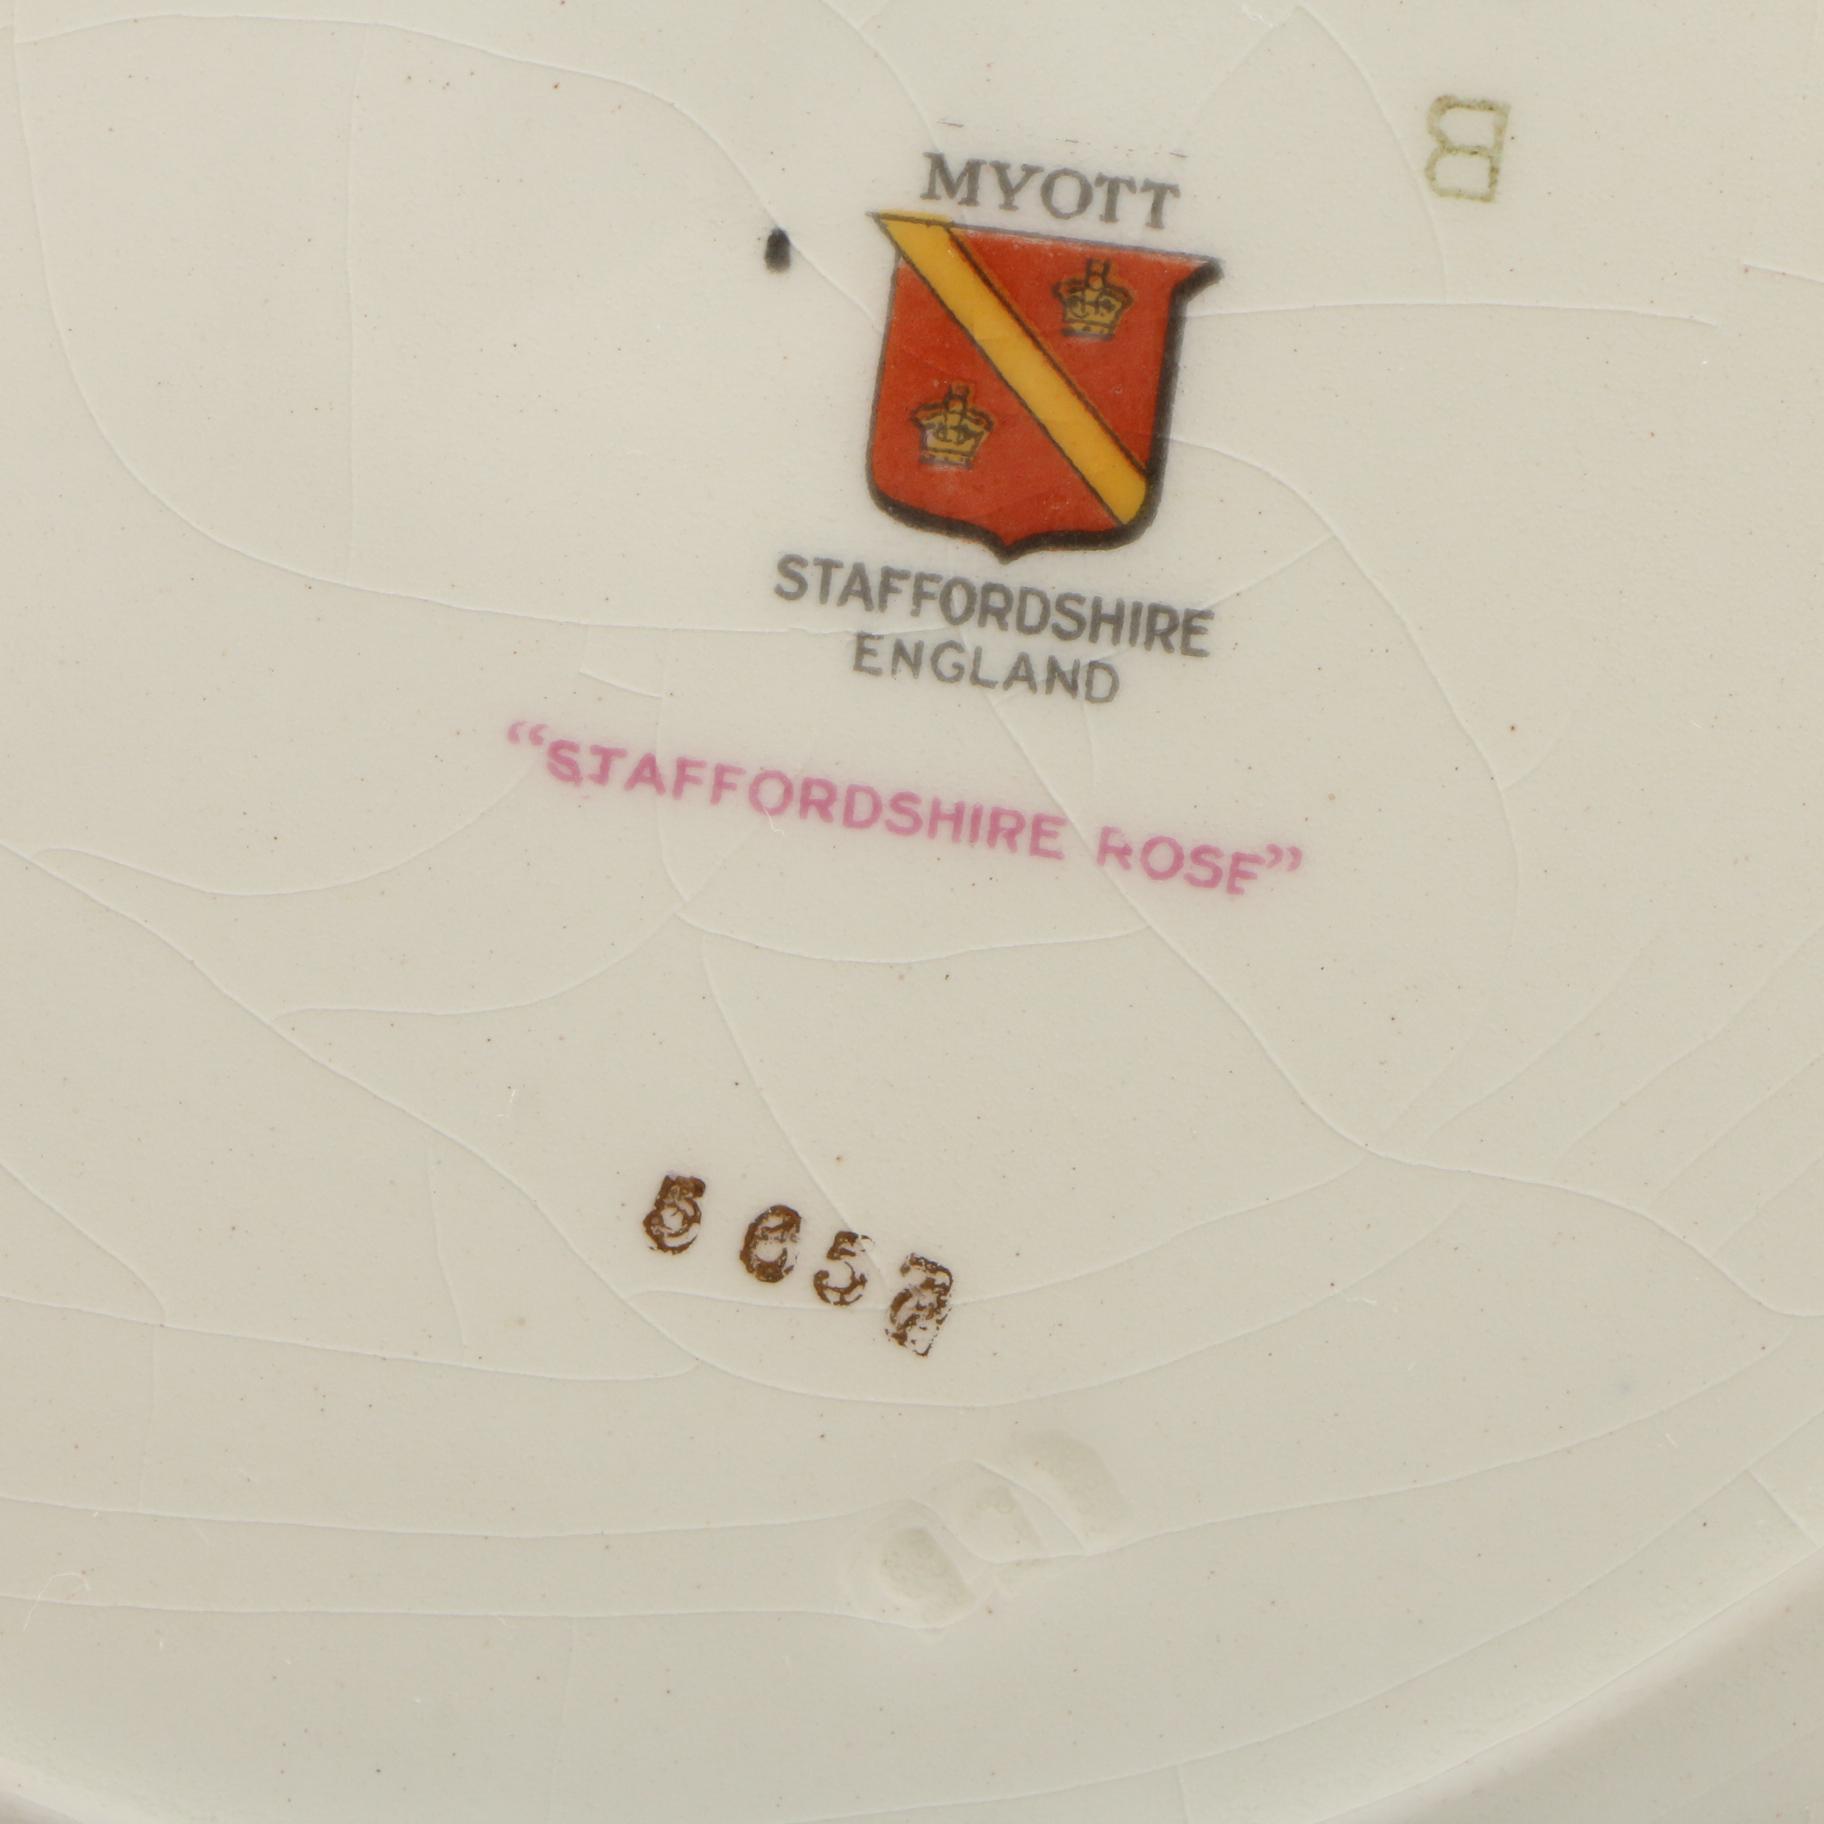 MYOTT
B
STAFFORDSHIRE
ENGLAND
“STAFFORDSHIRE ROSE”